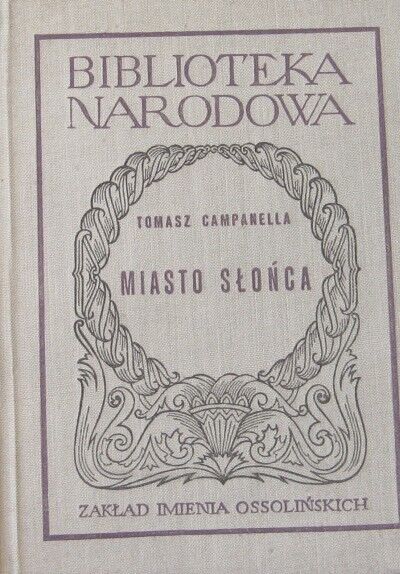 BIBLIOTEKA
NARODOWA
TOMASZ CAMPANELLA
MIASTO SŁOŃCA
ZAKŁAD IMIENIA OSSOLIŃSKICH